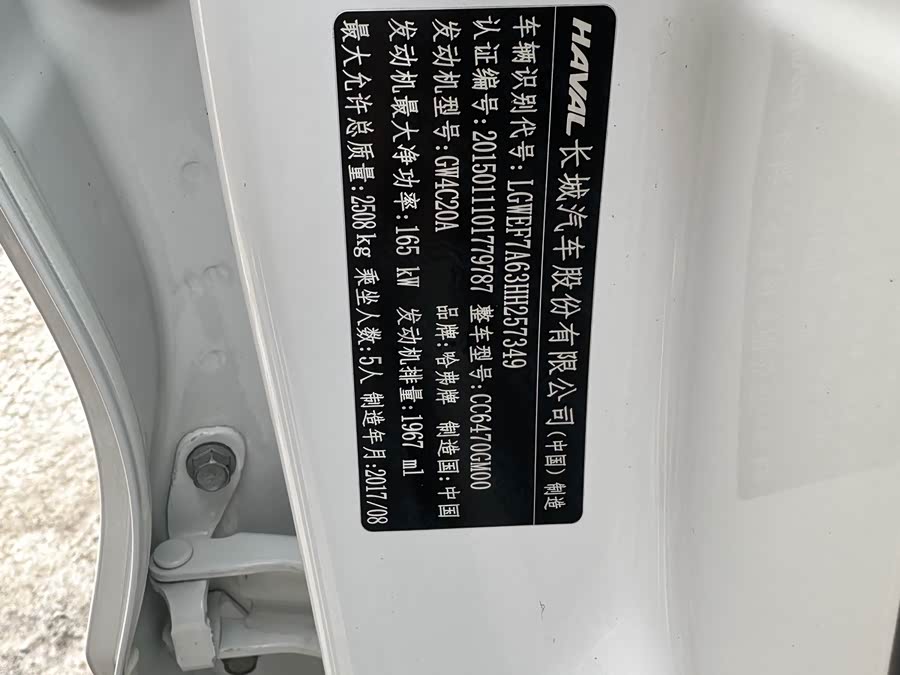 HAVAL 长城汽车股份有限公司(中国)制造
车辆识别代号:LGWEF7A63HH257349
认证编号:2015011101779787 整车型号:CC6470GM00
发动机型号:GW4C20A 品牌:哈弗牌 制造国:中国
发动机最大净功率:165 kW 发动机排量:1967 ml
最大允许总质量:2508kg 乘坐人数:5人 制造年月:2017/08